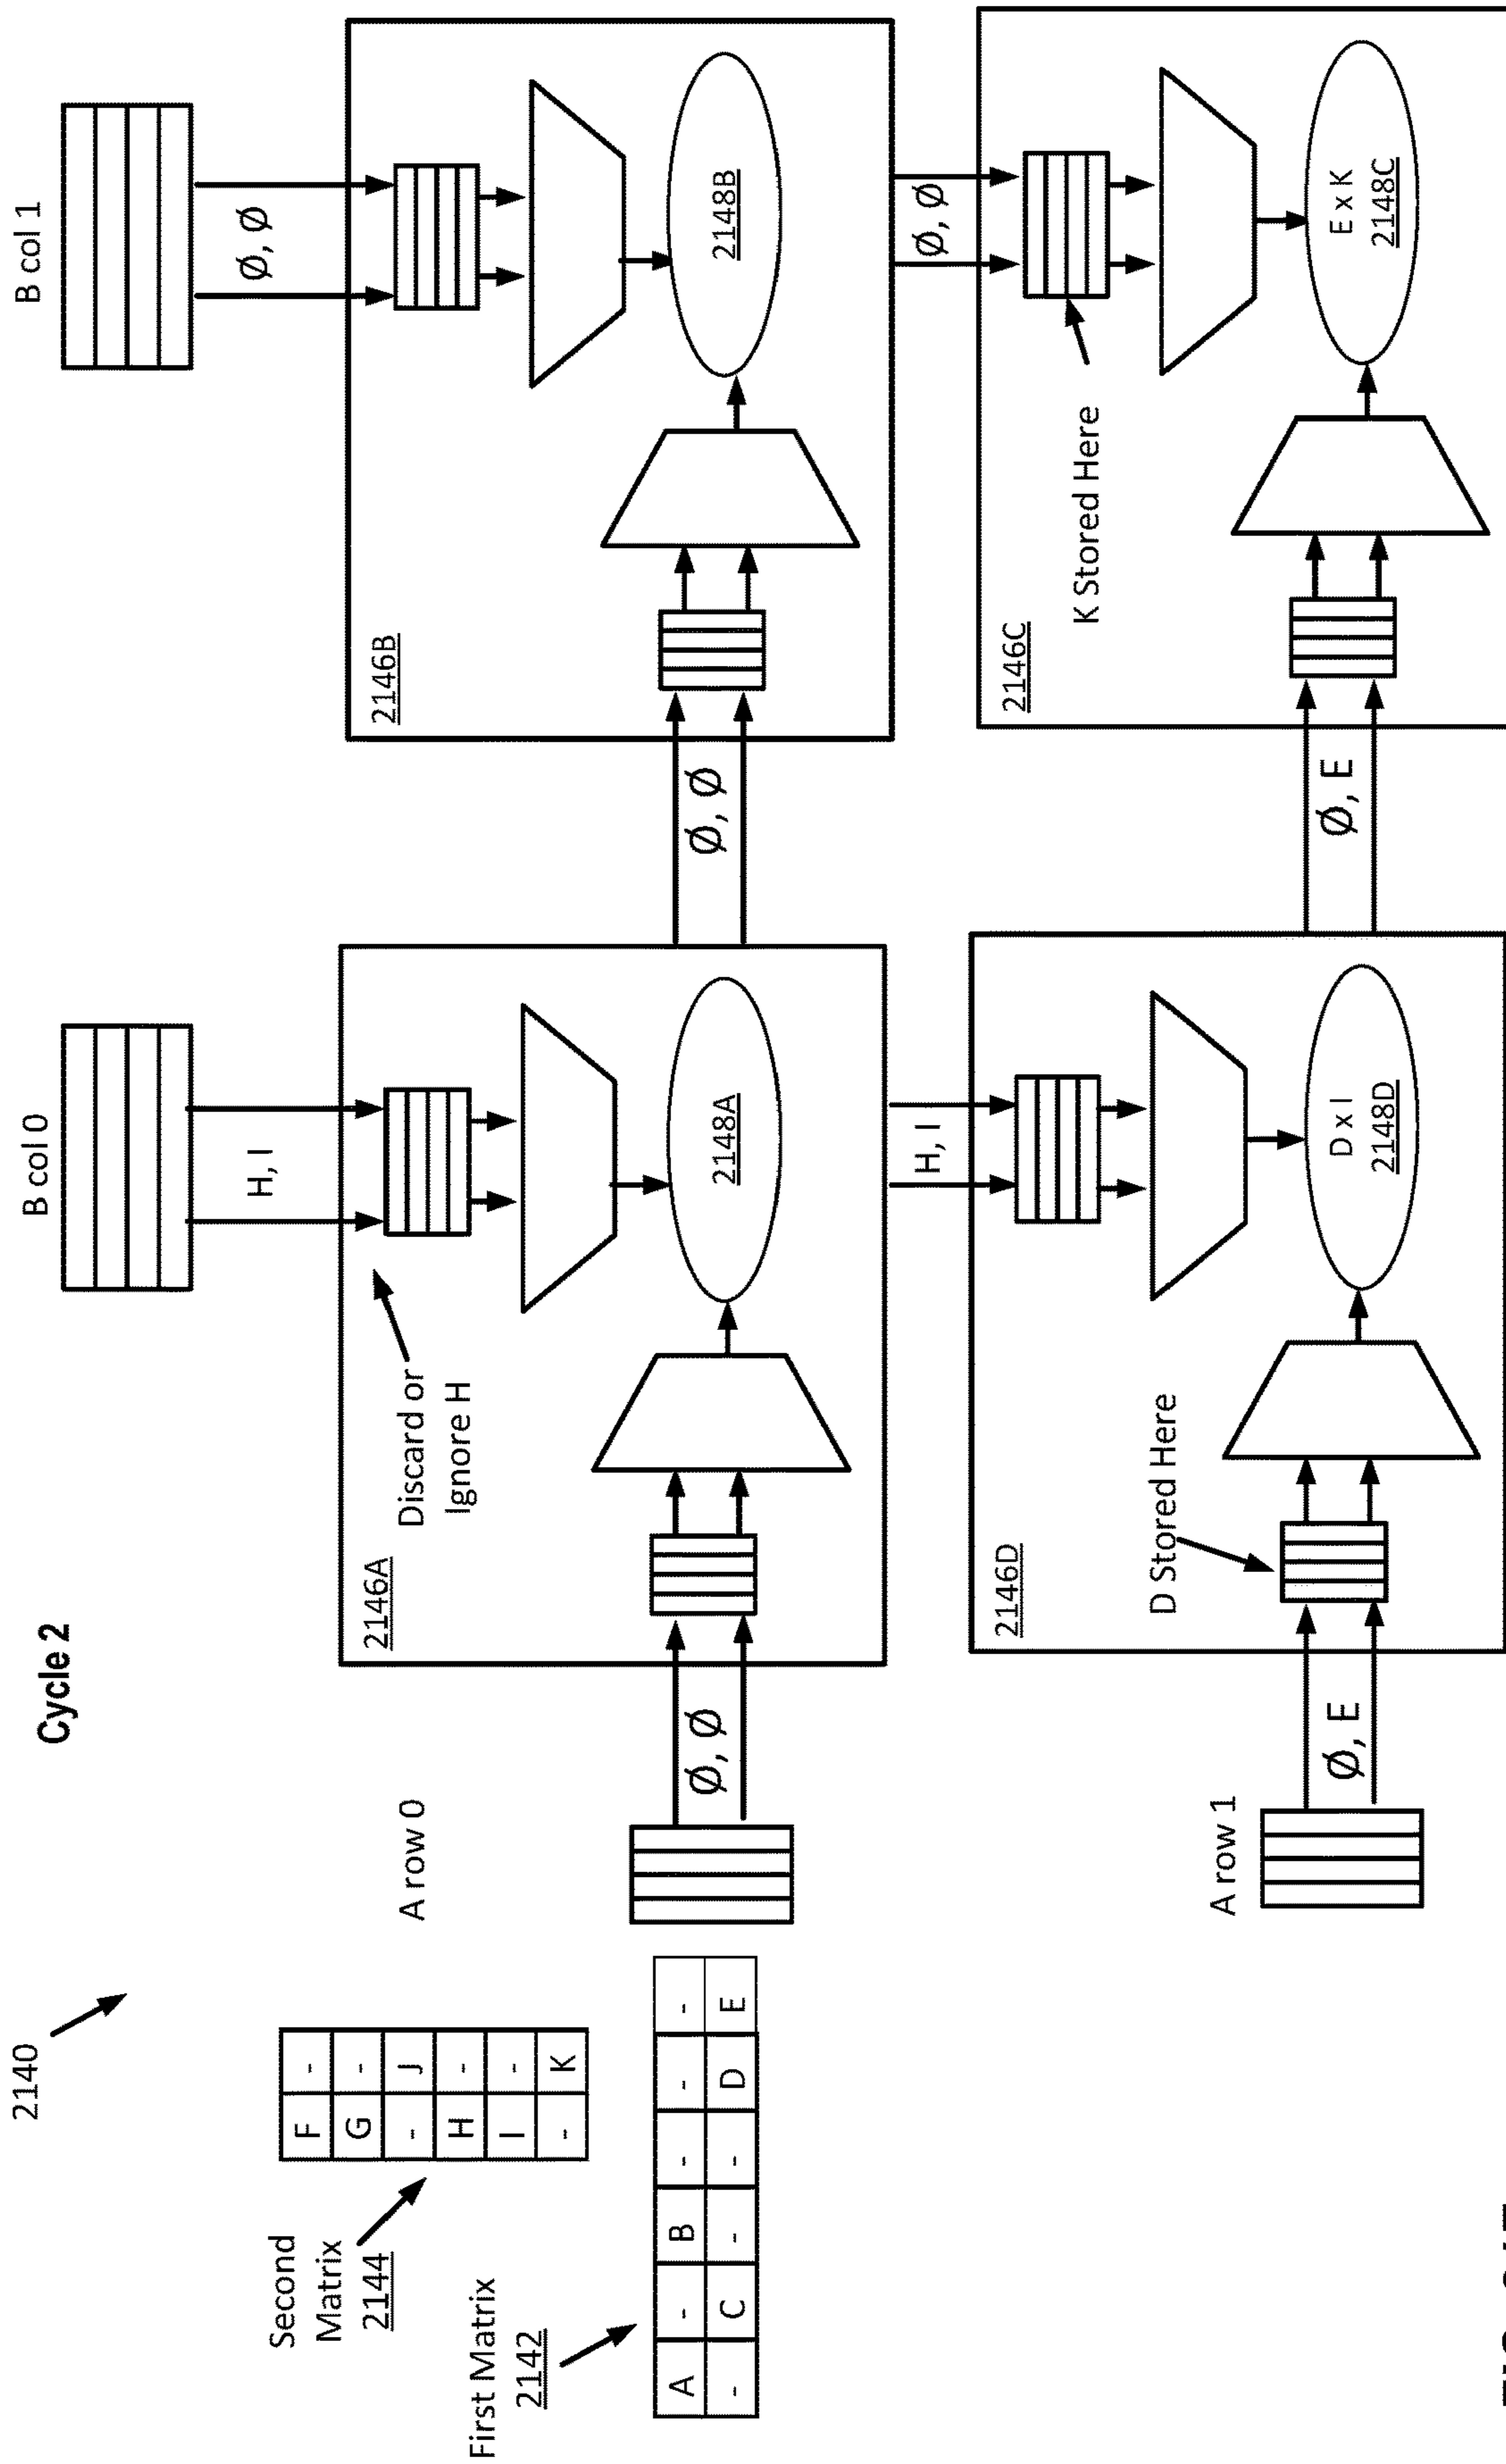 2140
Cycle 2
B col 0
B col 1
H, I
Ø, Ø
Second
Matrix
2144
F -
G -
- J
H -
I -
- K
First Matrix
2142
A - B - - -
- C - - D E
A row 0
Ø, Ø
2146A
Discard or
Ignore H
2148A
Ø, Ø
2146B
2148B
H, I
Ø, Ø
A row 1
Ø, E
2146D
D Stored Here
D x I
2148D
Ø, E
2146C
K Stored Here
E x K
2148C